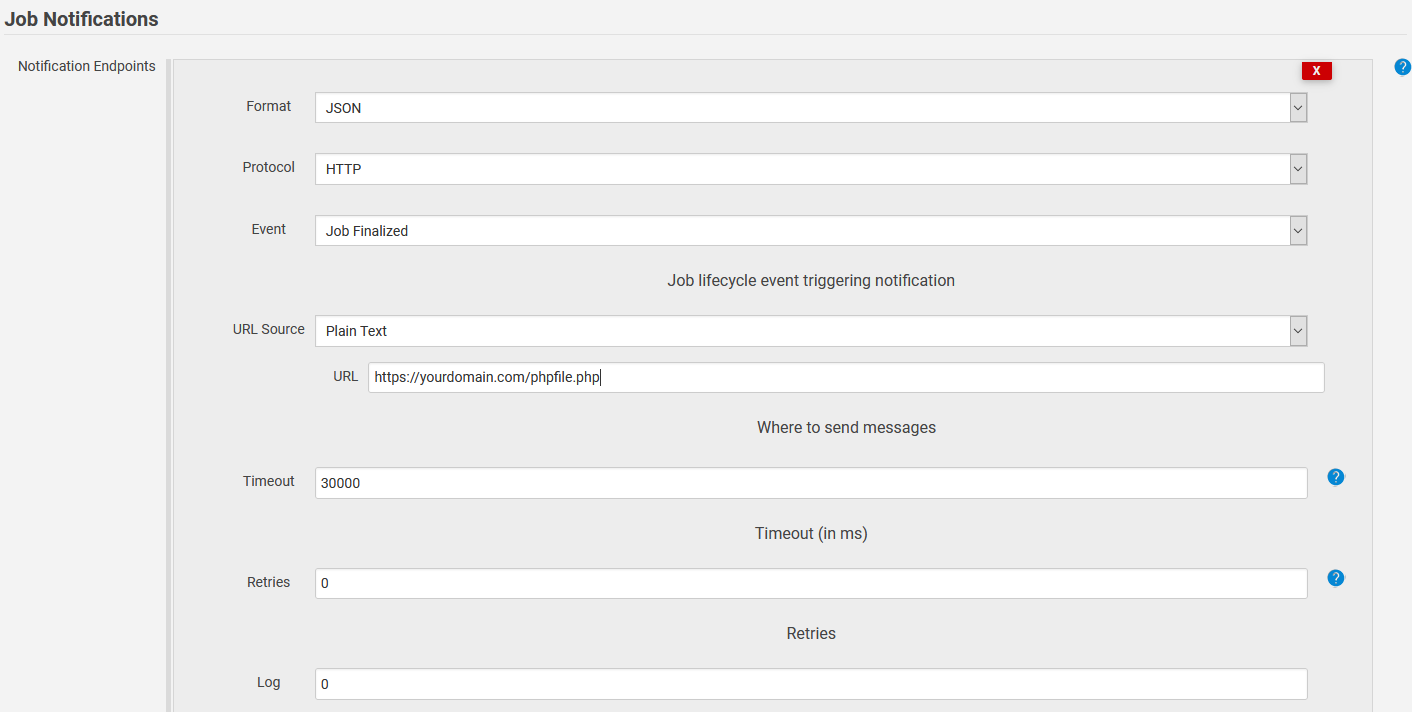 Job Notifications
Notification Endpoints
X
?
Format
JSON
Protocol
HTTP
Event
Job Finalized
Job lifecycle event triggering notification
URL Source
Plain Text
URL
https://yourdomain.com/phpfile.php
Where to send messages
Timeout
30000
?
Timeout (in ms)
Retries
0
?
Retries
Log
0